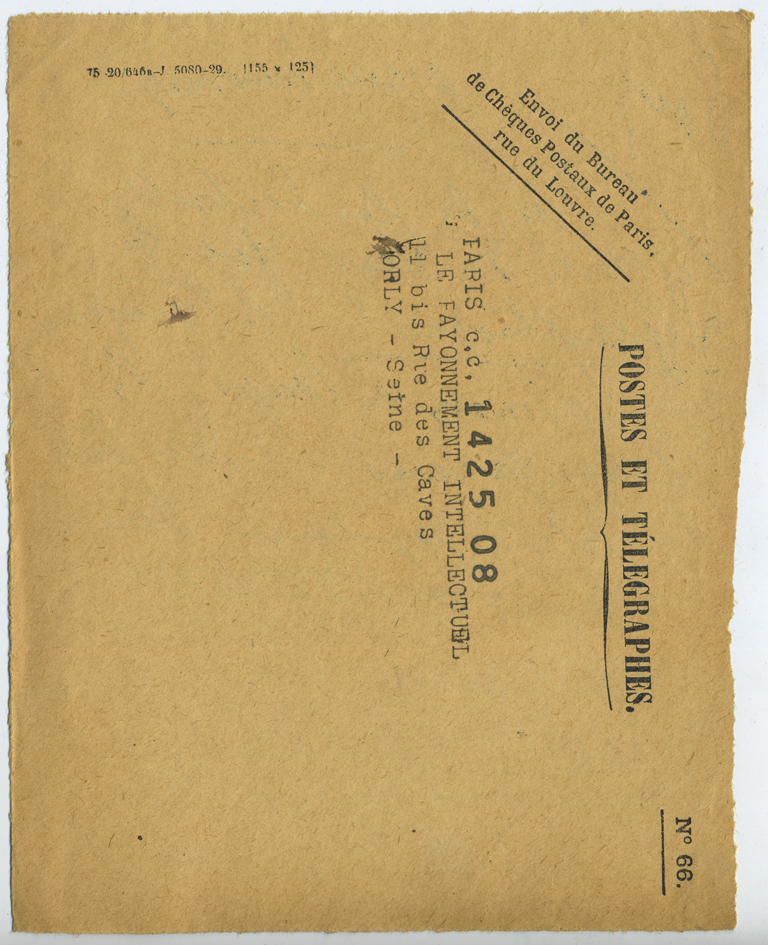 75-20/646B-J 5080-29. [155 × 125]
Envoi du Bureau
de Chèques Postaux de Paris,
rue du Louvre.
POSTES ET TÉLÉGRAPHES.
N° 66.
PARIS C.C, 1425 08
LE RAYONNEMENT INTELLECTUEL
11 bis Rue des Caves
ORLY - Seine -